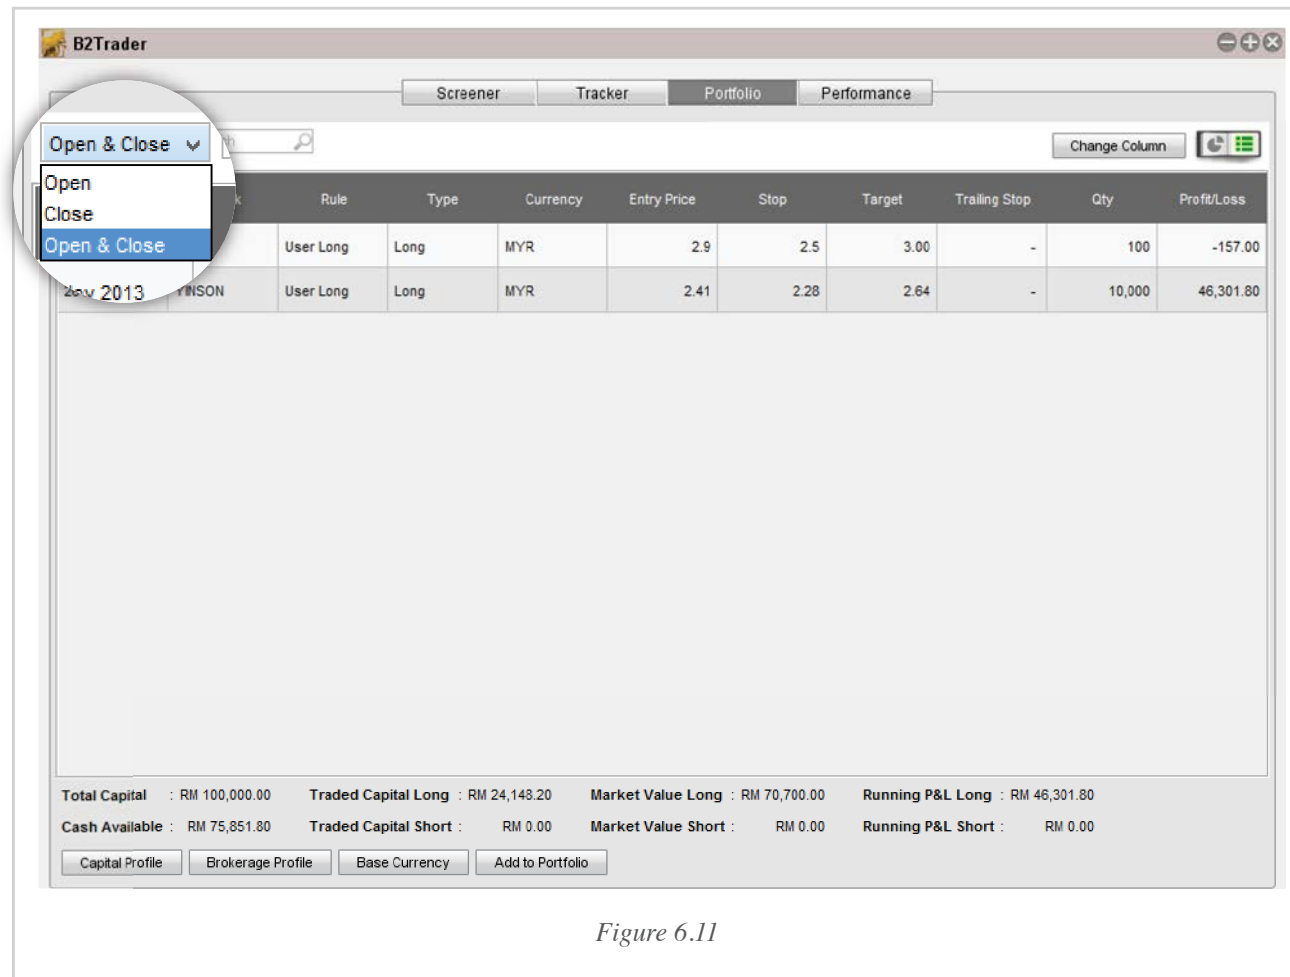 B2Trader
Screener Tracker Portfolio Performance
Open & Close Change Column
Open
Close
Open & Close
Rule Type Currency Entry Price Stop Target Trailing Stop Qty Profit/Loss
User Long Long MYR 2.9 2.5 3.00 - 100 -157.00
2013 YINSON User Long Long MYR 2.41 2.28 2.64 - 10,000 46,301.80
Total Capital : RM 100,000.00 Traded Capital Long : RM 24,148.20 Market Value Long : RM 70,700.00 Running P&L Long : RM 46,301.80
Cash Available : RM 75,851.80 Traded Capital Short : RM 0.00 Market Value Short : RM 0.00 Running P&L Short : RM 0.00
Capital Profile Brokerage Profile Base Currency Add to Portfolio
Figure 6.11